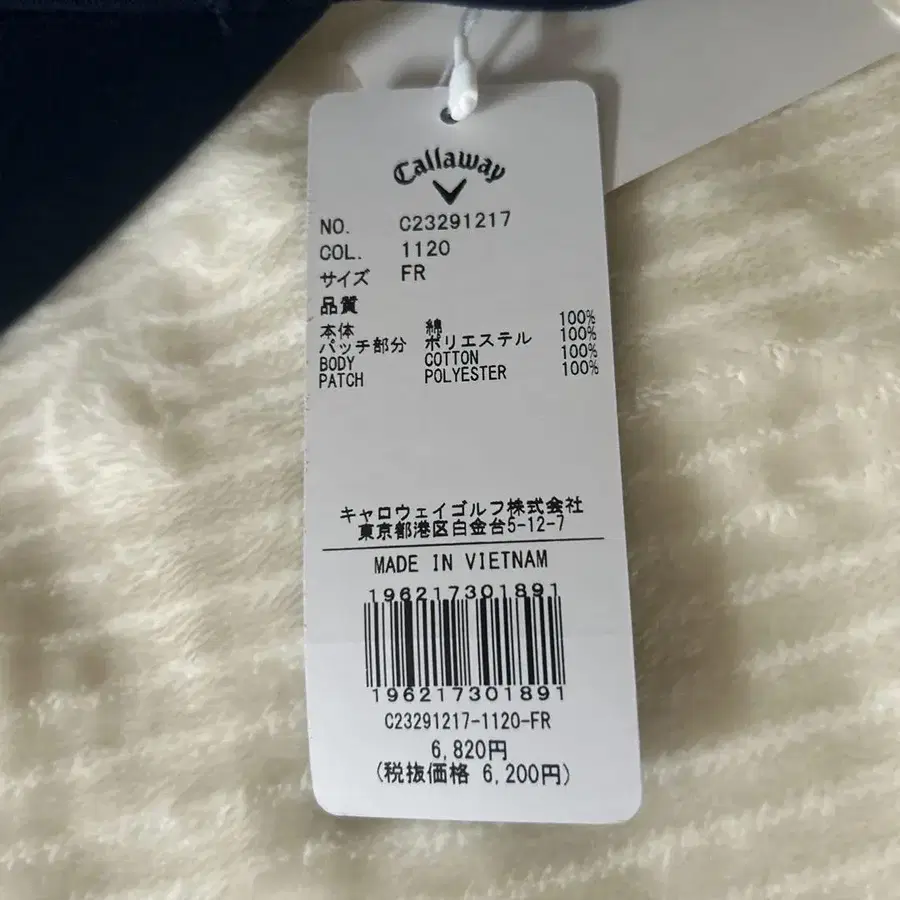 Callaway
NO. C23291217
COL. 1120
サイズ FR
品質
本体 綿 100%
パッチ部分 ポリエステル 100%
BODY COTTON 100%
PATCH POLYESTER 100%
キャロウェイゴルフ株式会社
東京都港区白金台5-12-7
MADE IN VIETNAM
196217301891
196217301891
C23291217-1120-FR
6,820円
(税抜価格 6,200円)